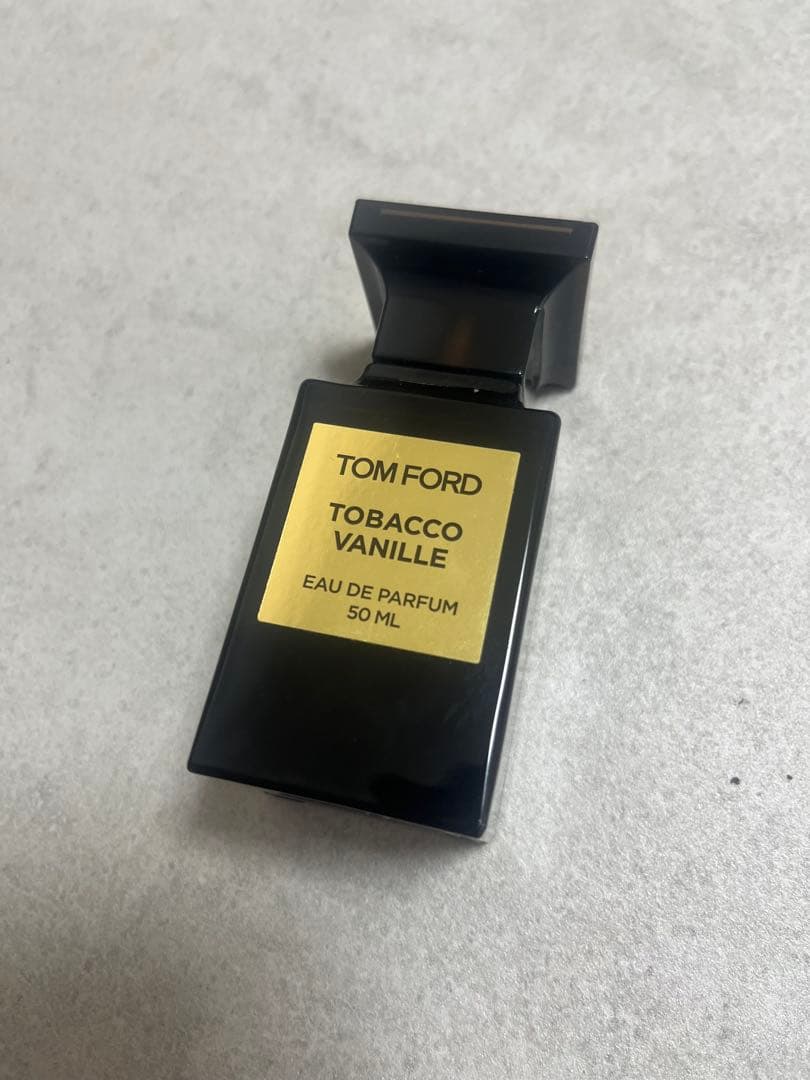 TOM FORD
TOBACCO
VANILLE
EAU DE PARFUM
50 ML